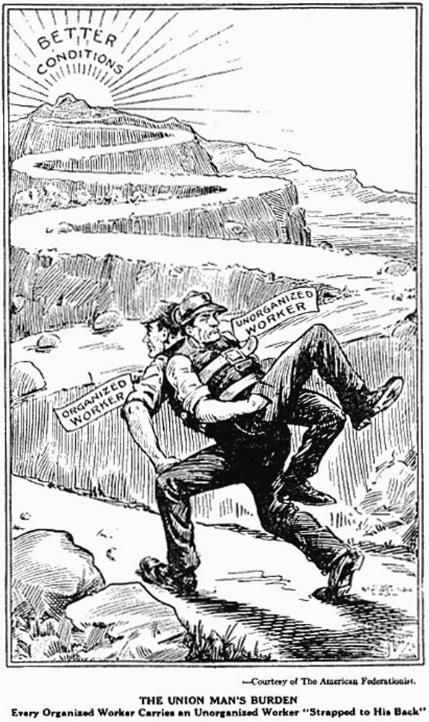 BETTER
CONDITIONS
UNORGANIZED
WORKER
ORGANIZED
WORKER
—Courtesy of The American Federationist.
THE UNION MAN'S BURDEN
Every Organized Worker Carries an Unorganized Worker "Strapped to His Back"